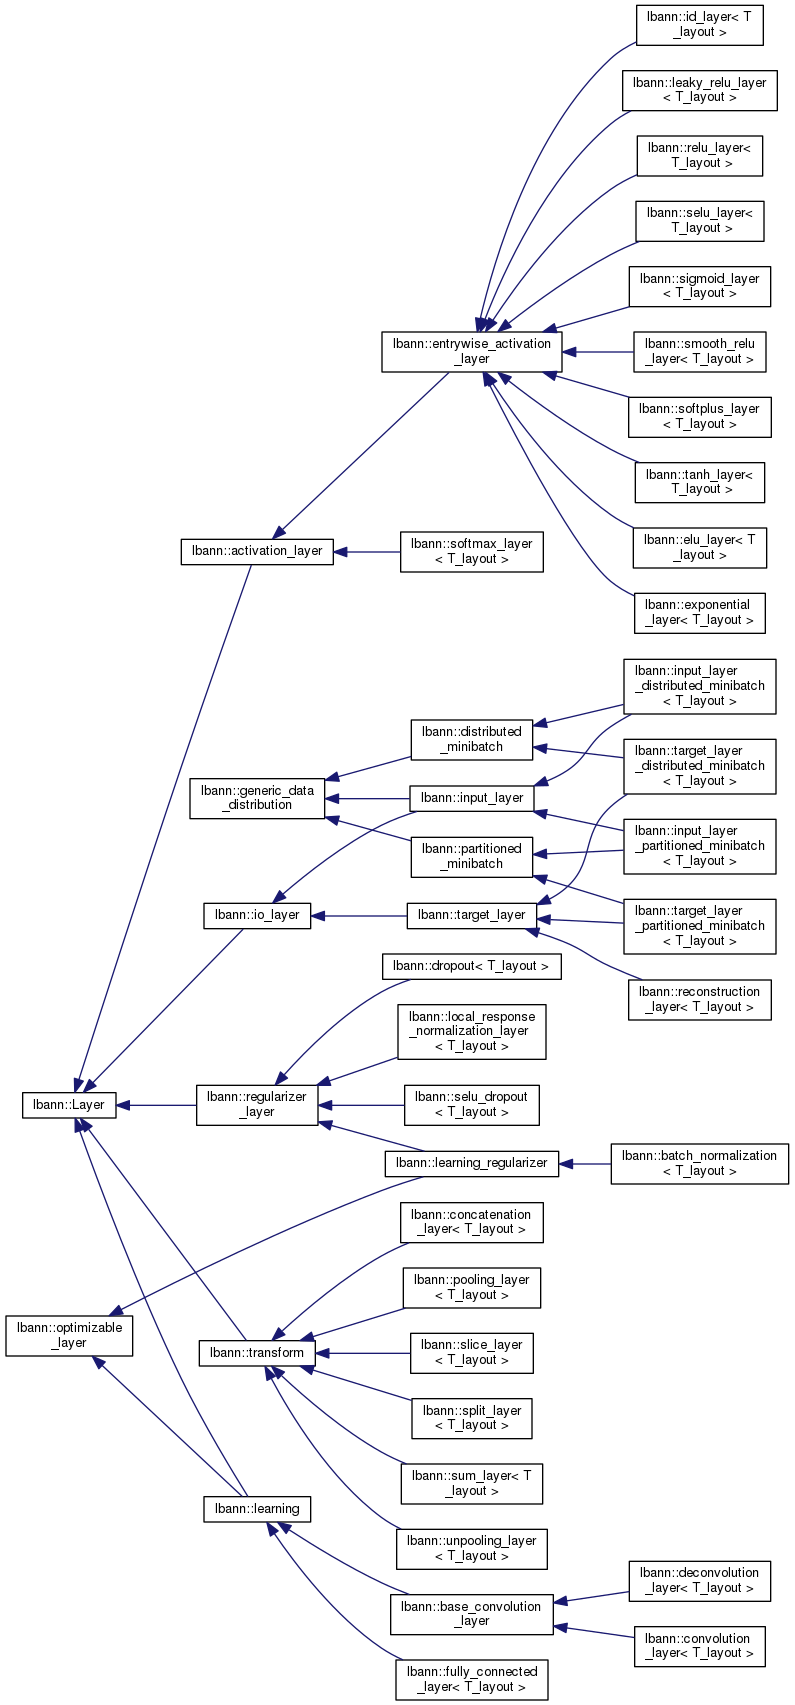 lbann::id_layer< T
_layout >
lbann::leaky_relu_layer
< T_layout >
lbann::relu_layer<
T_layout >
lbann::selu_layer<
T_layout >
lbann::sigmoid_layer
< T_layout >
lbann::entrywise_activation
_layer
lbann::smooth_relu
_layer< T_layout >
lbann::softplus_layer
< T_layout >
lbann::tanh_layer<
T_layout >
lbann::elu_layer< T
_layout >
lbann::activation_layer
lbann::softmax_layer
< T_layout >
lbann::exponential
_layer< T_layout >
lbann::input_layer
_distributed_minibatch
< T_layout >
lbann::distributed
_minibatch
lbann::target_layer
_distributed_minibatch
< T_layout >
lbann::generic_data
_distribution
lbann::input_layer
lbann::input_layer
_partitioned_minibatch
< T_layout >
lbann::partitioned
_minibatch
lbann::io_layer
lbann::target_layer
lbann::target_layer
_partitioned_minibatch
< T_layout >
lbann::dropout< T_layout >
lbann::reconstruction
_layer< T_layout >
lbann::local_response
_normalization_layer
< T_layout >
lbann::Layer
lbann::regularizer
_layer
lbann::selu_dropout
< T_layout >
lbann::learning_regularizer
lbann::batch_normalization
< T_layout >
lbann::concatenation
_layer< T_layout >
lbann::pooling_layer
< T_layout >
lbann::optimizable
_layer
lbann::transform
lbann::slice_layer
< T_layout >
lbann::split_layer
< T_layout >
lbann::sum_layer< T
_layout >
lbann::learning
lbann::unpooling_layer
< T_layout >
lbann::deconvolution
_layer< T_layout >
lbann::base_convolution
_layer
lbann::convolution
_layer< T_layout >
lbann::fully_connected
_layer< T_layout >